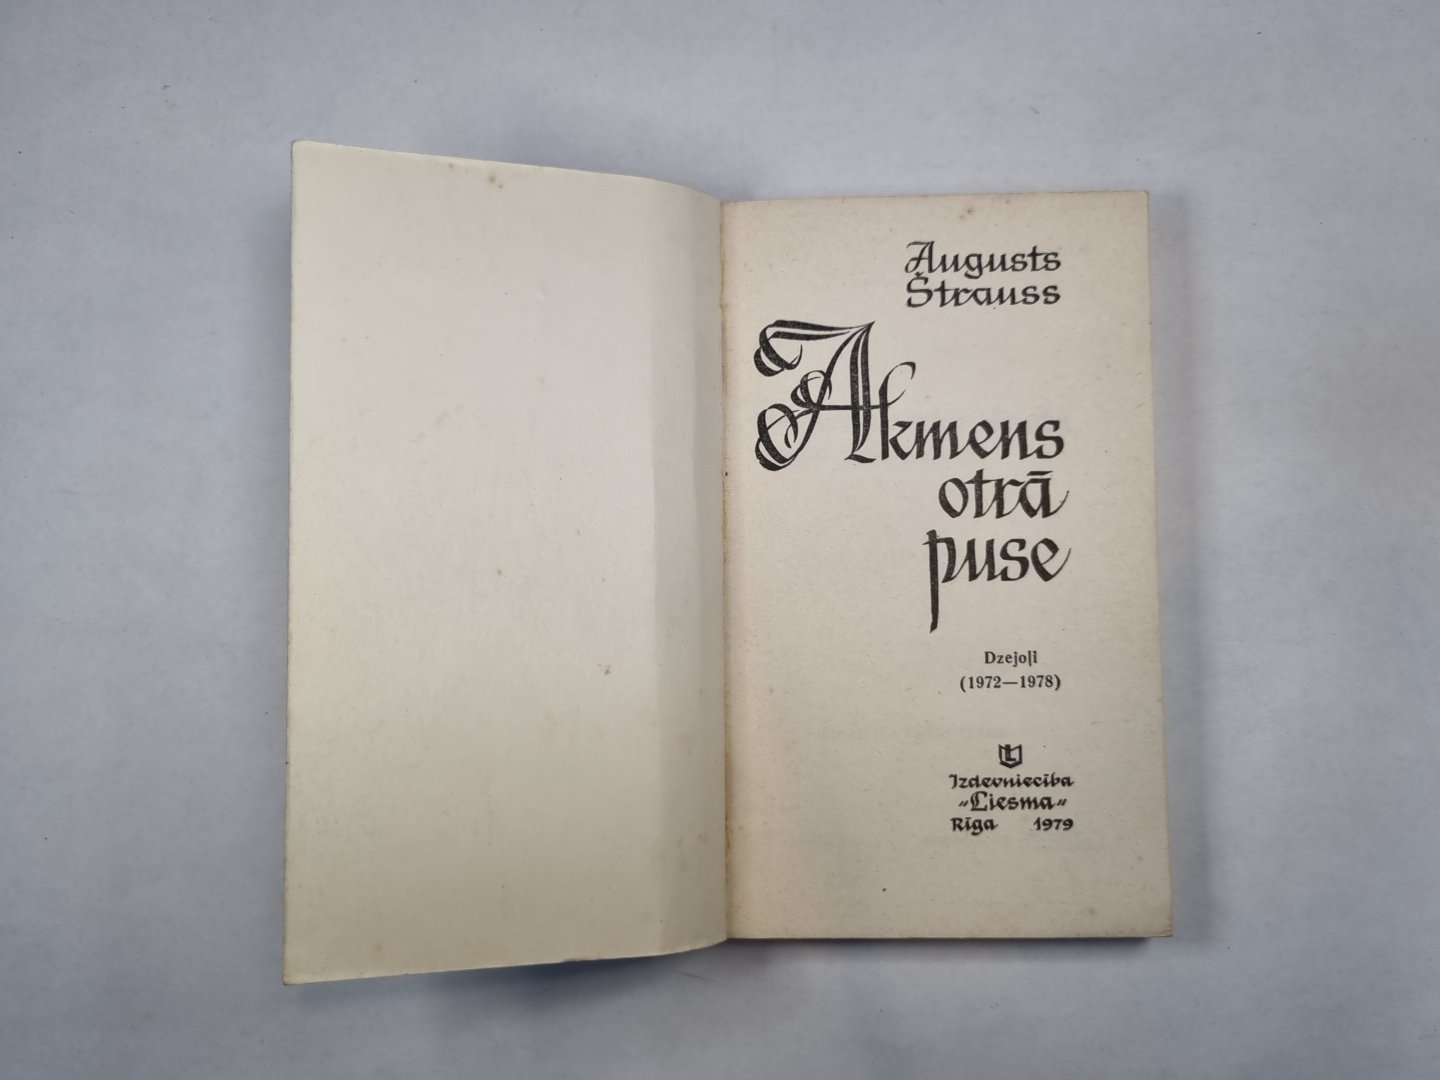 Augusts
Štrauss
Akmens
otrā
puse
Dzejoļi
(1972—1978)
Izdevniecība
"Liesma"
Rīga 1979